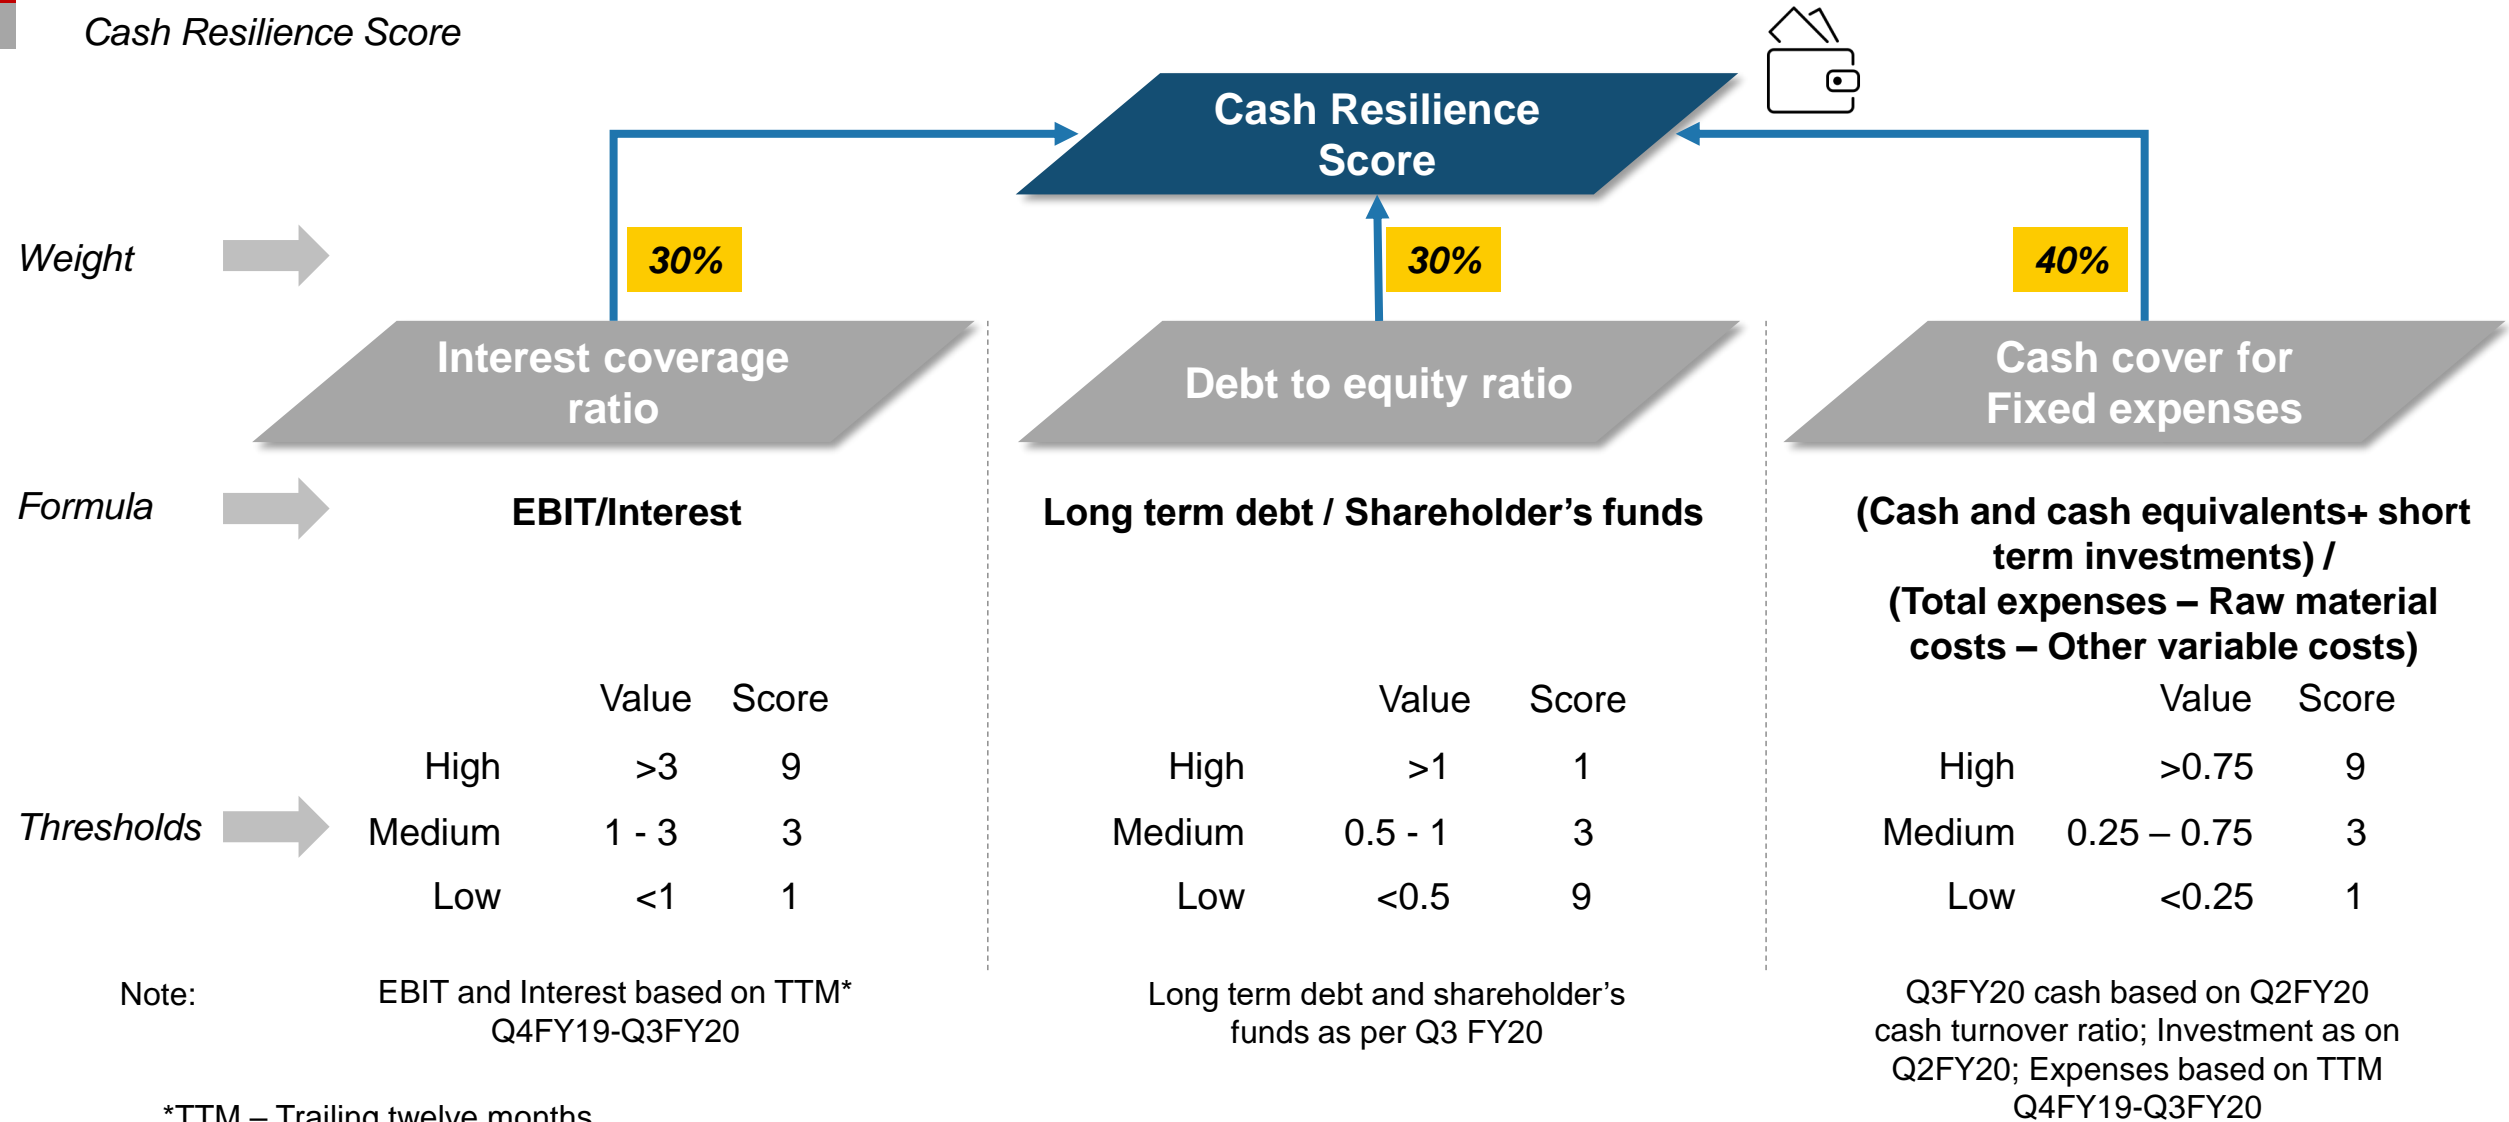 Cash Resilience Score
Cash Resilience
Score
Weight
30%
30%
40%
Interest coverage
ratio
Debt to equity ratio
Cash cover for
Fixed expenses
Formula
EBIT/Interest
Long term debt / Shareholder’s funds
(Cash and cash equivalents+ short
term investments) /
(Total expenses – Raw material
costs – Other variable costs)
Thresholds
Value Score
High >3 9
Medium 1 - 3 3
Low <1 1
Value Score
High >1 1
Medium 0.5 - 1 3
Low <0.5 9
Value Score
High >0.75 9
Medium 0.25 – 0.75 3
Low <0.25 1
Note:
EBIT and Interest based on TTM*
Q4FY19-Q3FY20
Long term debt and shareholder’s
funds as per Q3 FY20
Q3FY20 cash based on Q2FY20
cash turnover ratio; Investment as on
Q2FY20; Expenses based on TTM
Q4FY19-Q3FY20
*TTM – Trailing twelve months